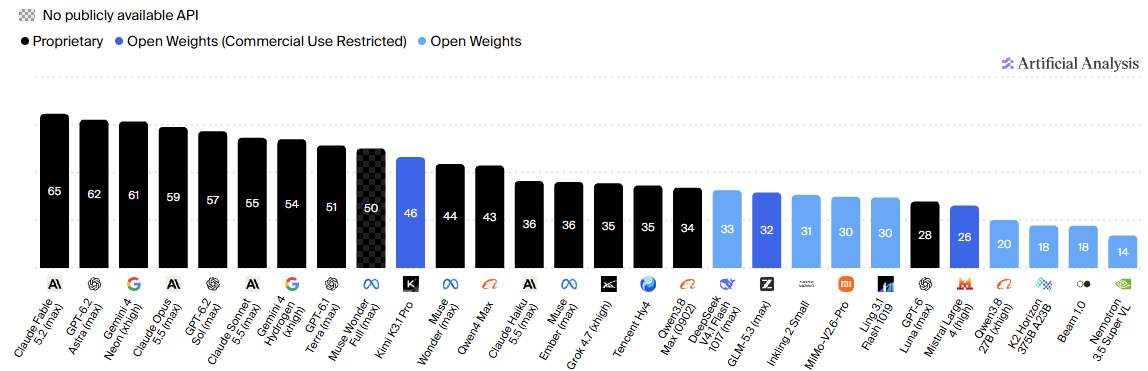 No publicly available API
Proprietary
Open Weights (Commercial Use Restricted)
Open Weights
Artificial Analysis
65
62
61
59
57
55
54
51
50
46
44
43
36
36
35
35
34
33
32
31
30
30
28
26
20
18
18
14
Claude Fable
5.2 (max)
GPT-6.2
Astra (max)
Gemini 4
Neon (xhigh)
Claude Opus
5.5 (max)
GPT-6.2
Sol (max)
Claude Sonnet
5.5 (max)
Gemini 4
Hydrogen
(xhigh)
GPT-6.1
Terra (max)
Muse Wonder
Full (max)
Kimi K3.1 Pro
Muse
Wonder (max)
Qwen4 Max
Claude Haiku
5.5 (max)
Muse
Ember (max)
Grok 4.7 (xhigh)
Tencent Hy4
Qwen3.8
Max (0902)
DeepSeek
V4.1 Flash
1017 (max)
GLM-5.3 (max)
Inkling 2 Small
MiMo-V2.6-Pro
Ling 3.1
Flash 1019
GPT-6
Luna (max)
Mistral Large
4 (high)
Qwen3.8
27B (xhigh)
K2 Horizon
375B A23B
Beam 1.0
Nemotron
3.5 Super VL